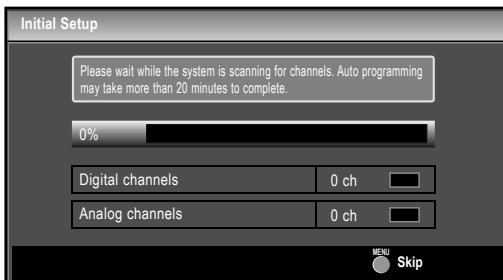 Initial Setup
Please wait while the system is scanning for channels. Auto programming
may take more than 20 minutes to complete.
0%
Digital channels 0 ch
Analog channels 0 ch
MENU Skip